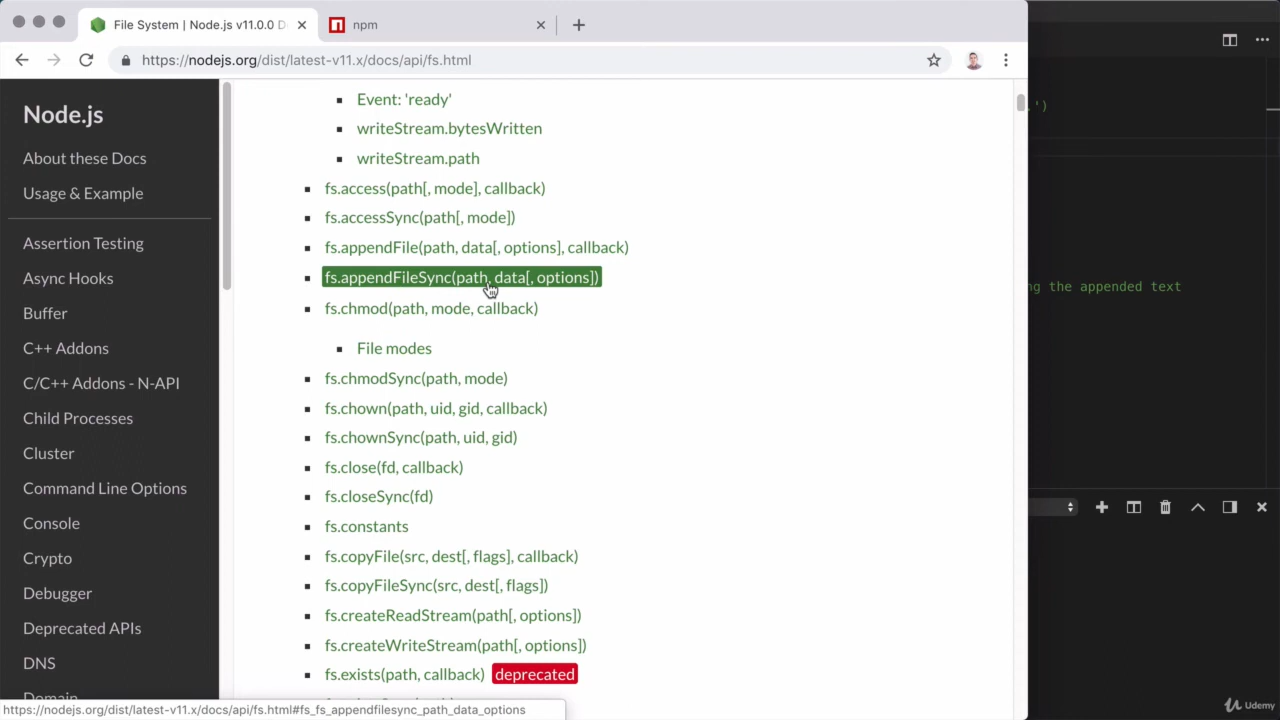 File System | Node.js v11.0.0 D
npm
https://nodejs.org/dist/latest-v11.x/docs/api/fs.html
Node.js
About these Docs
Usage & Example
Assertion Testing
Async Hooks
Buffer
C++ Addons
C/C++ Addons - N-API
Child Processes
Cluster
Command Line Options
Console
Crypto
Debugger
Deprecated APIs
DNS
Domain
Event: 'ready'
writeStream.bytesWritten
writeStream.path
fs.access(path[, mode], callback)
fs.accessSync(path[, mode])
fs.appendFile(path, data[, options], callback)
fs.appendFileSync(path, data[, options])
fs.chmod(path, mode, callback)
File modes
fs.chmodSync(path, mode)
fs.chown(path, uid, gid, callback)
fs.chownSync(path, uid, gid)
fs.close(fd, callback)
fs.closeSync(fd)
fs.constants
fs.copyFile(src, dest[, flags], callback)
fs.copyFileSync(src, dest[, flags])
fs.createReadStream(path[, options])
fs.createWriteStream(path[, options])
fs.exists(path, callback) deprecated
https://nodejs.org/dist/latest-v11.x/docs/api/fs.html#fs_fs_appendfilesync_path_data_options
.')
ng the appended text
Udemy